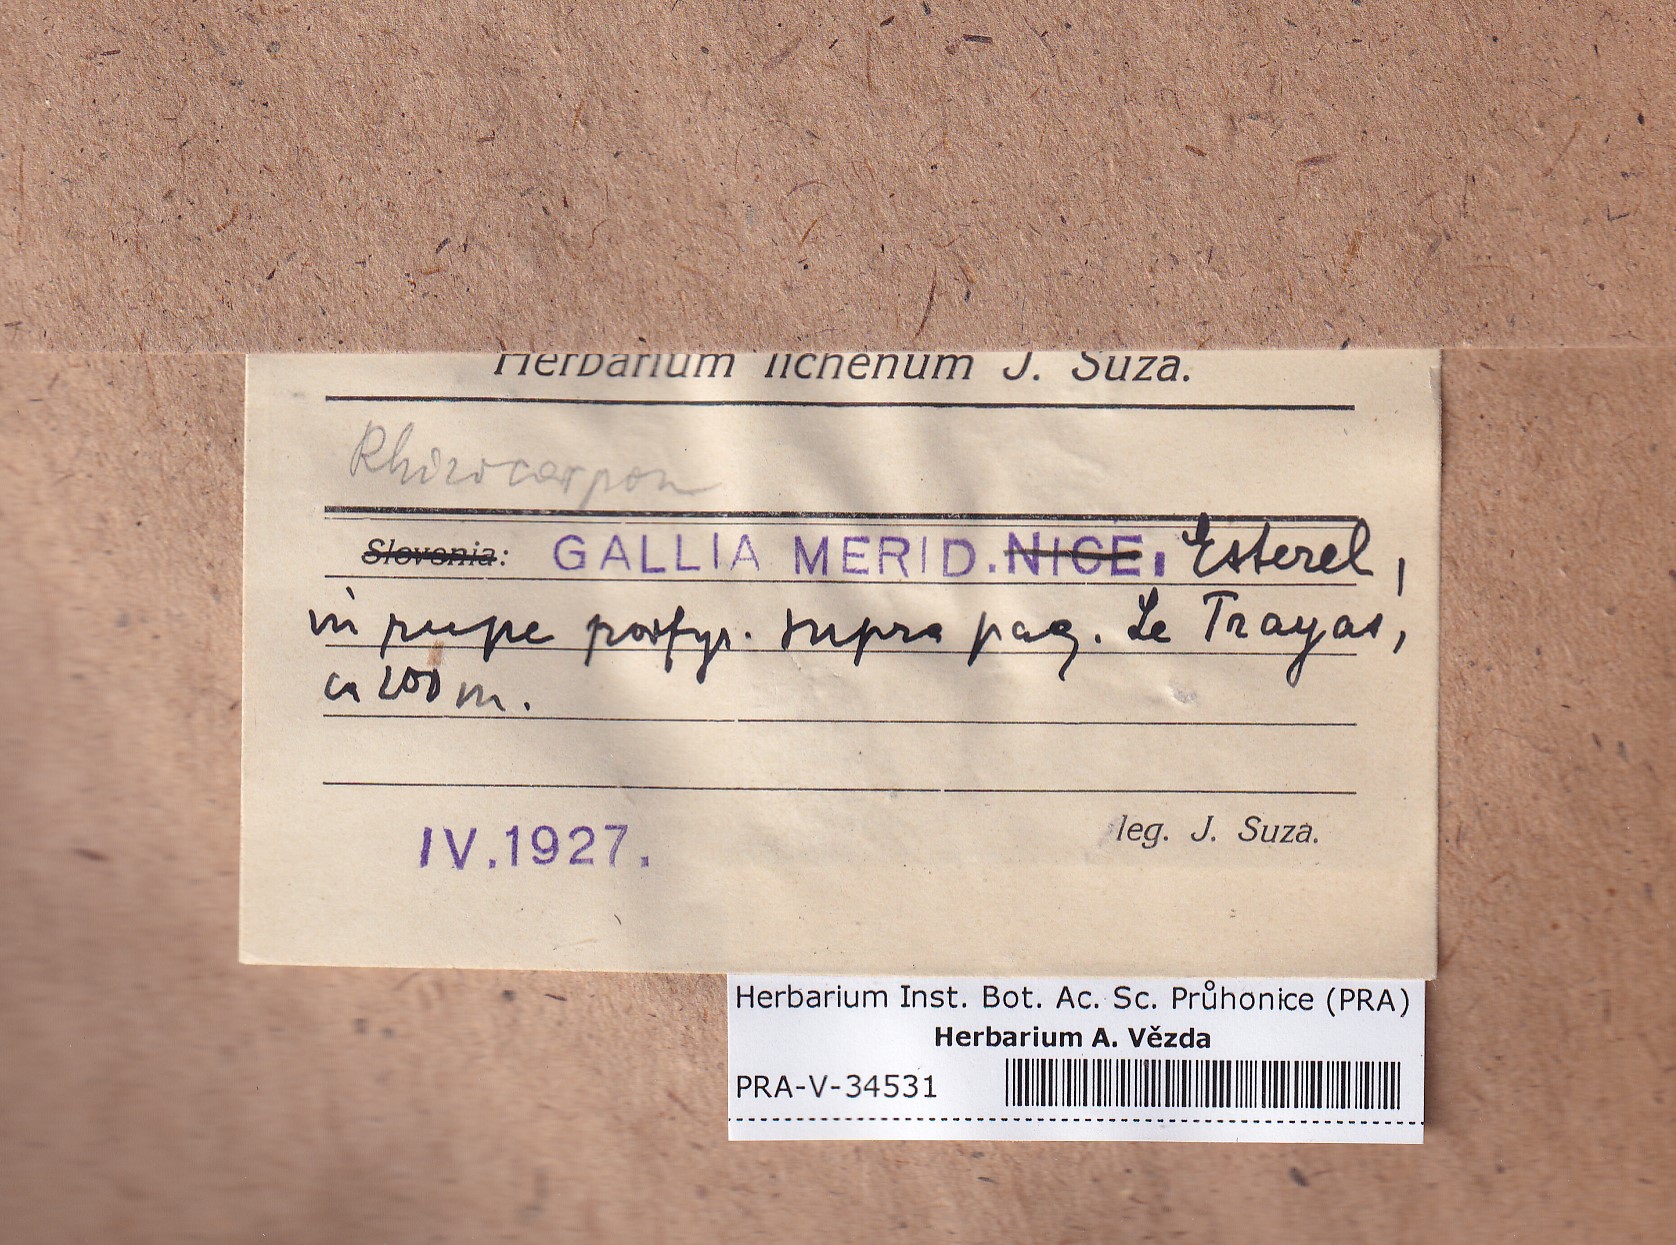 Herbarium lichenum J. Suza.
Rhizocarpon
Slovenia: GALLIA MERID. NICE: Esterel,
in rupe porfyr. supra pag. Le Trayas,
ca 200 m.
IV.1927.
leg. J. Suza.
Herbarium Inst. Bot. Ac. Sc. Průhonice (PRA)
Herbarium A. Vězda
PRA-V-34531